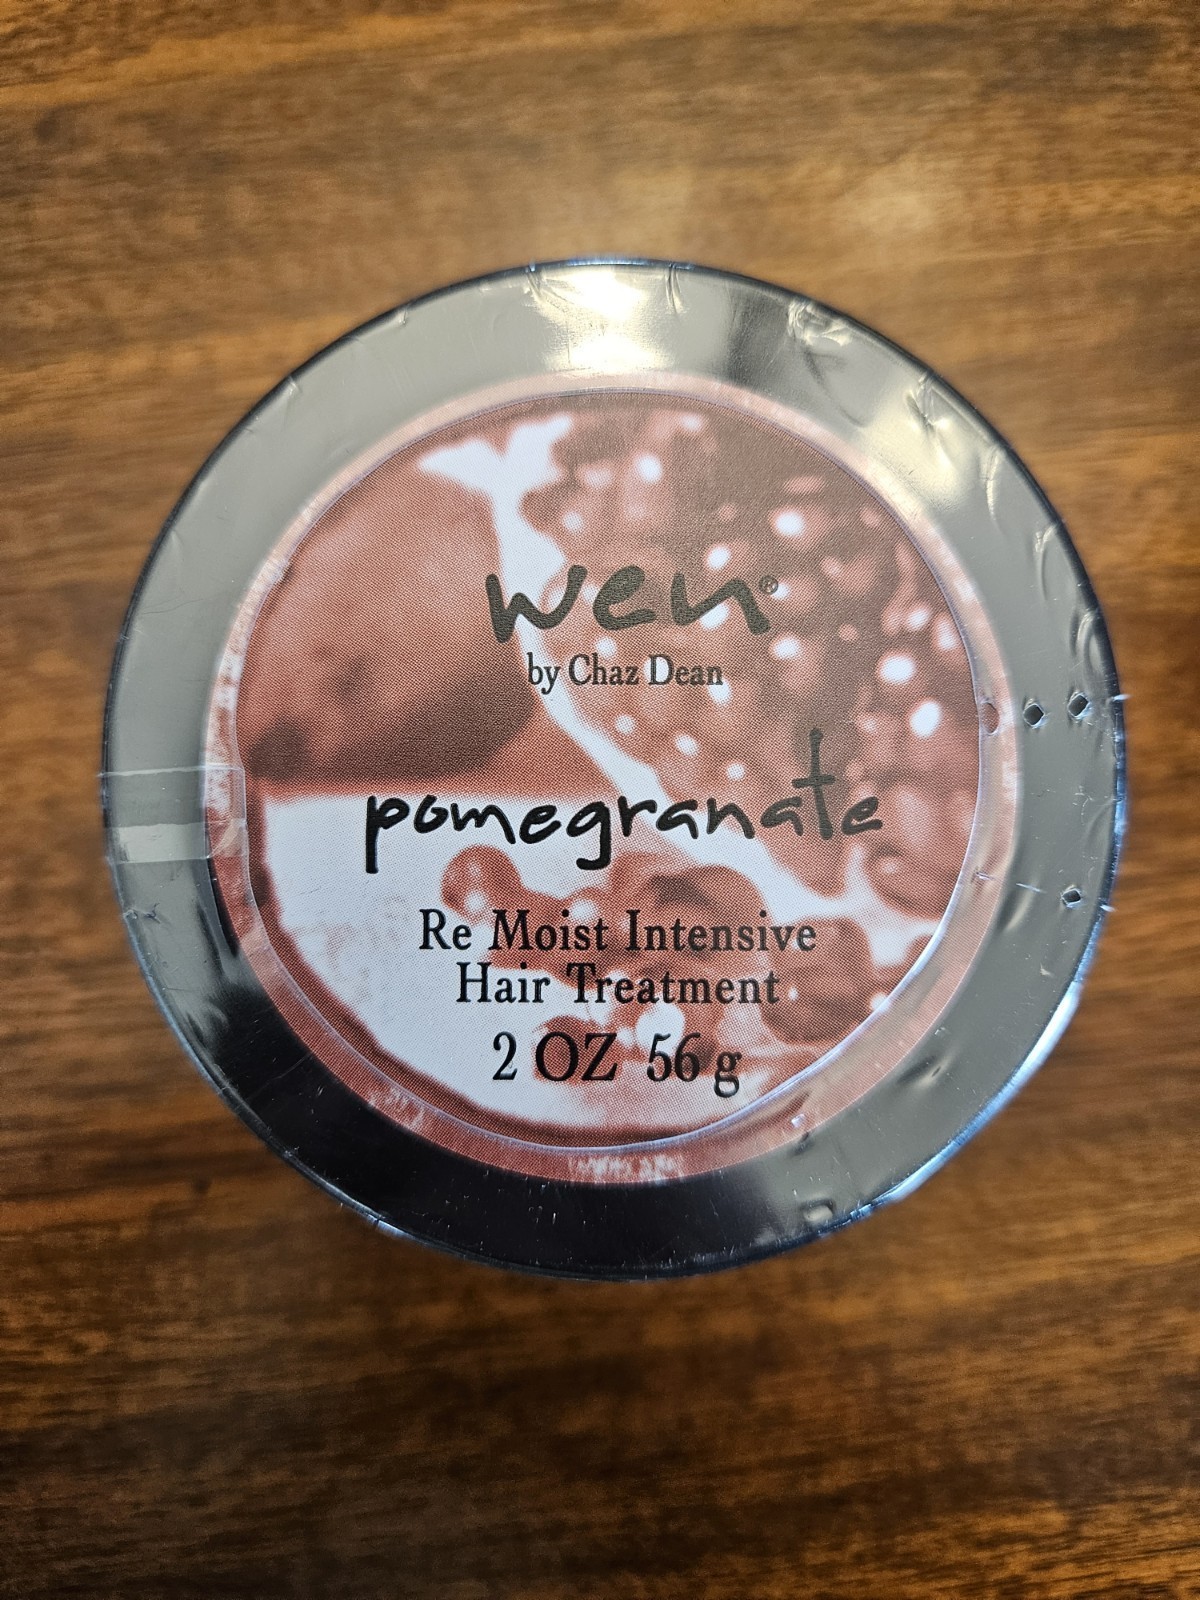 wen®
by Chaz Dean
pomegranate
Re Moist Intensive
Hair Treatment
2 OZ 56 g